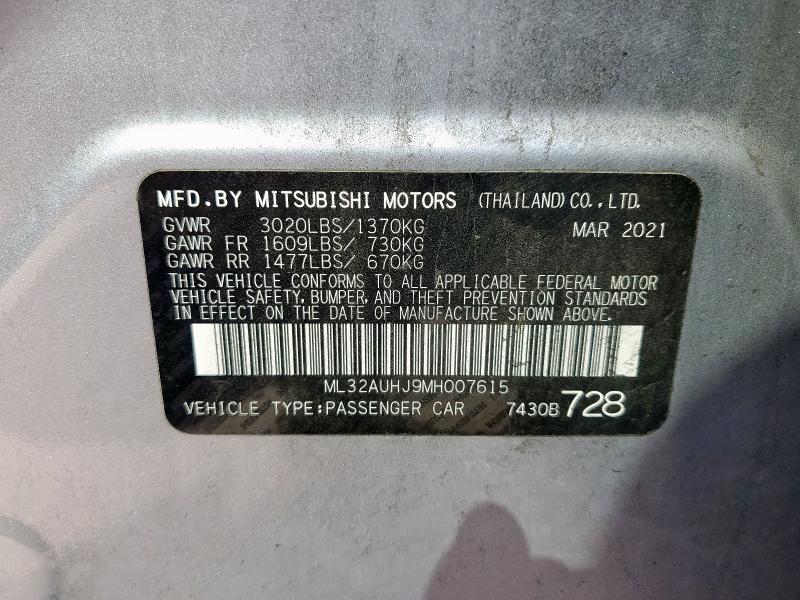 MFD.BY MITSUBISHI MOTORS (THAILAND) CO.,LTD.
GVWR 3020LBS/1370KG MAR 2021
GAWR FR 1609LBS/ 730KG
GAWR RR 1477LBS/ 670KG
THIS VEHICLE CONFORMS TO ALL APPLICABLE FEDERAL MOTOR
VEHICLE SAFETY, BUMPER, AND THEFT PREVENTION STANDARDS
IN EFFECT ON THE DATE OF MANUFACTURE SHOWN ABOVE.
ML32AUHJ9MH007615
VEHICLE TYPE:PASSENGER CAR 7430B 728